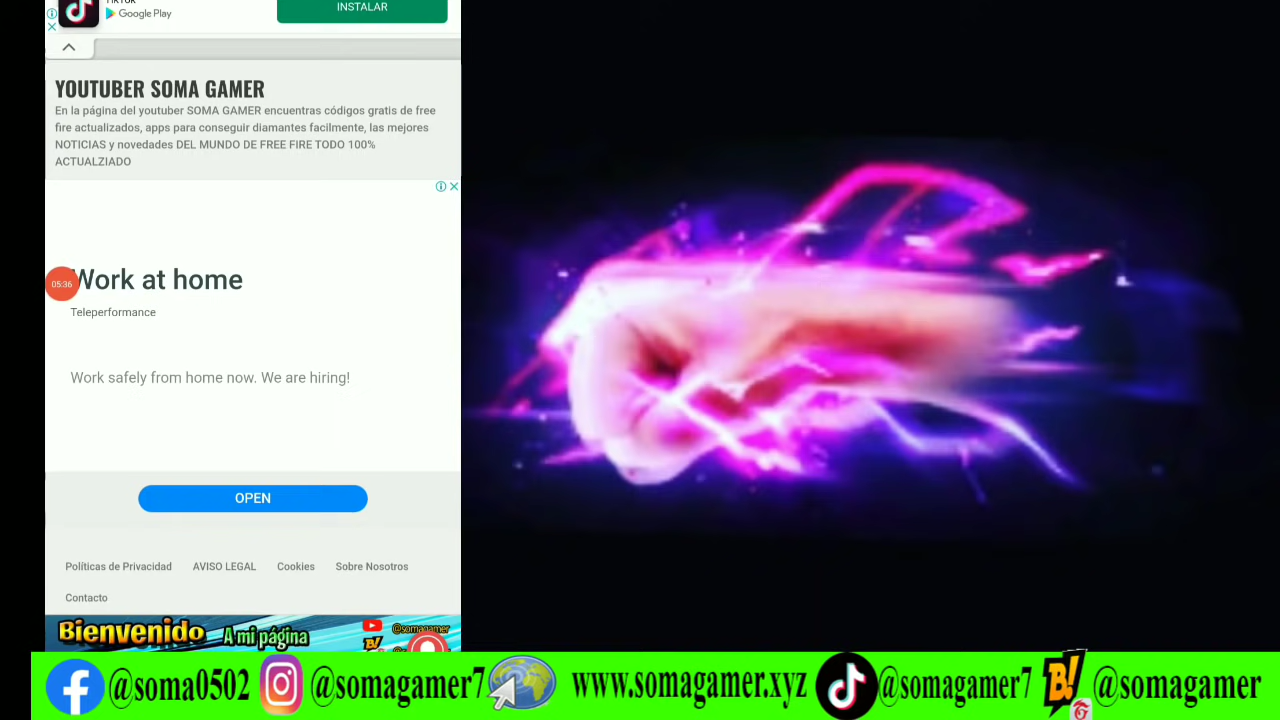 Google Play
INSTALAR
YOUTUBER SOMA GAMER
En la página del youtuber SOMA GAMER encuentras códigos gratis de free
fire actualizados, apps para conseguir diamantes facilmente, las mejores
NOTICIAS y novedades DEL MUNDO DE FREE FIRE TODO 100%
ACTUALZIADO
05:36
Work at home
Teleperformance
Work safely from home now. We are hiring!
OPEN
Políticas de Privacidad AVISO LEGAL Cookies Sobre Nosotros
Contacto
Bienvenido A mi página @somagamer
@soma0502 @somagamer7 www.somagamer.xyz @somagamer7 B! @somagamer